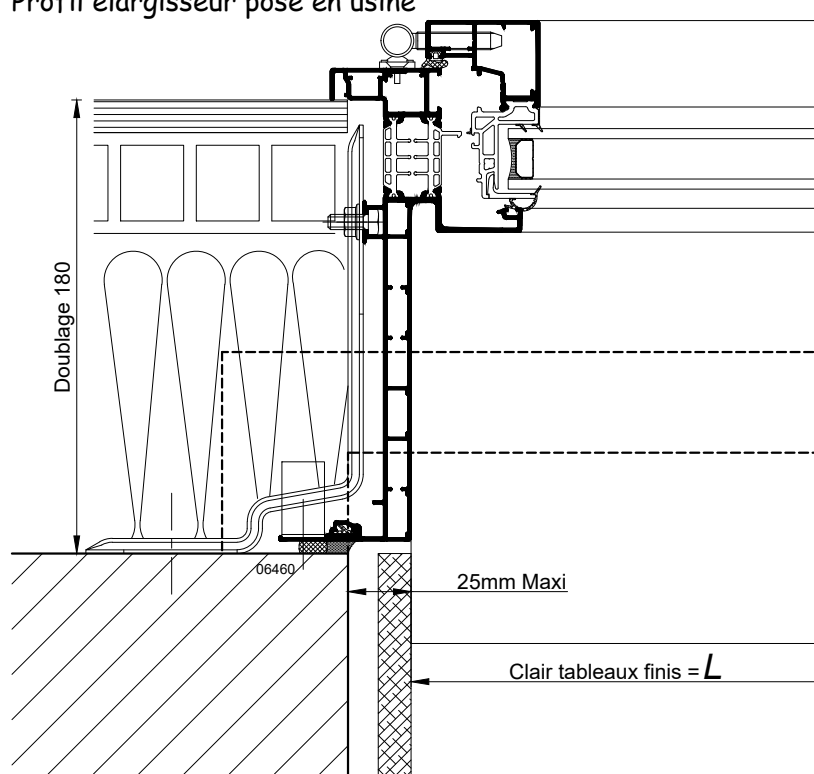 Profil élargisseur posé en usine
Doublage 180
06460
25mm Maxi
Clair tableaux finis = L